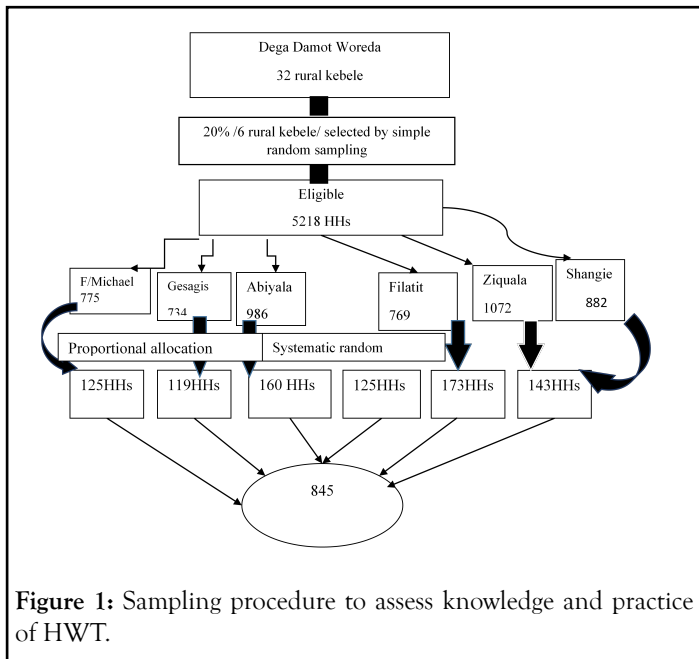 Dega Damot Woreda
32 rural kebele
20% /6 rural kebele/ selected by simple
random sampling
Eligible
5218 HHs
F/Michael
775
Gesagis
734
Abiyala
986
Filatit
769
Ziquala
1072
Shangie
882
Proportional allocation
Systematic random
125HHs
119HHs
160 HHs
125HHs
173HHs
143HHs
845
Figure 1: Sampling procedure to assess knowledge and practice
of HWT.